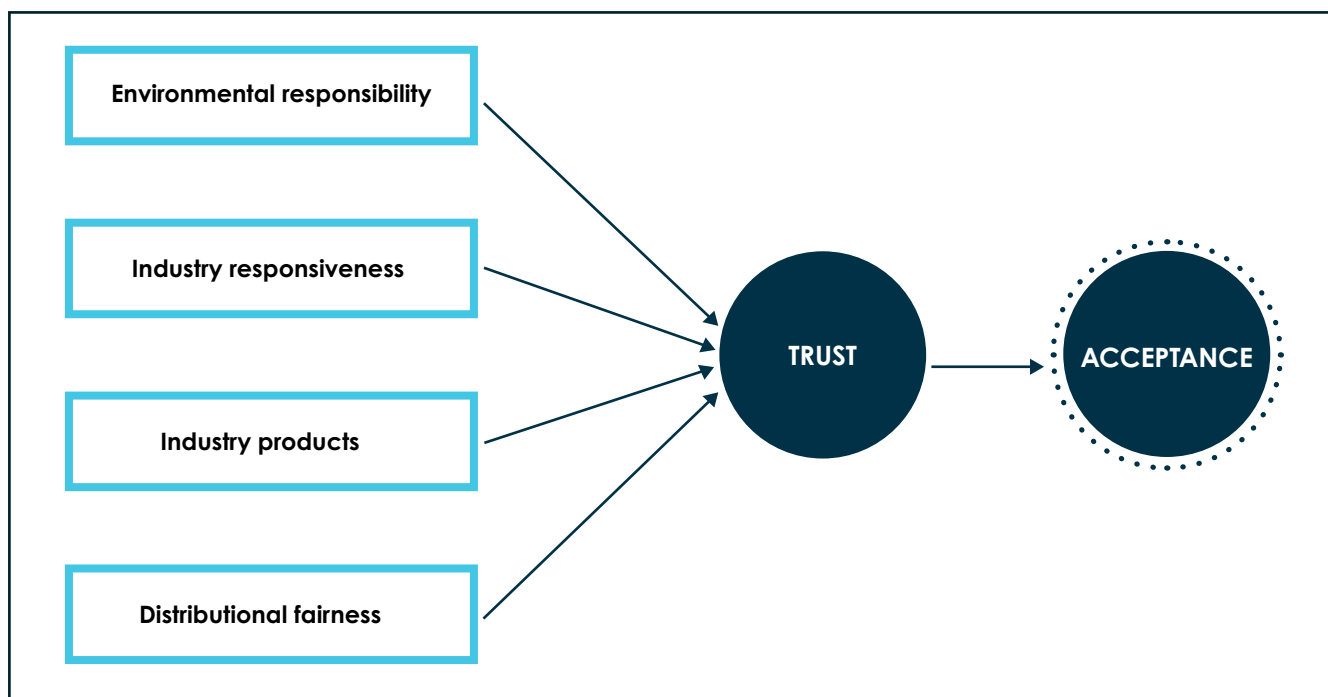 Environmental responsibility
Industry responsiveness
Industry products
Distributional fairness
TRUST
ACCEPTANCE